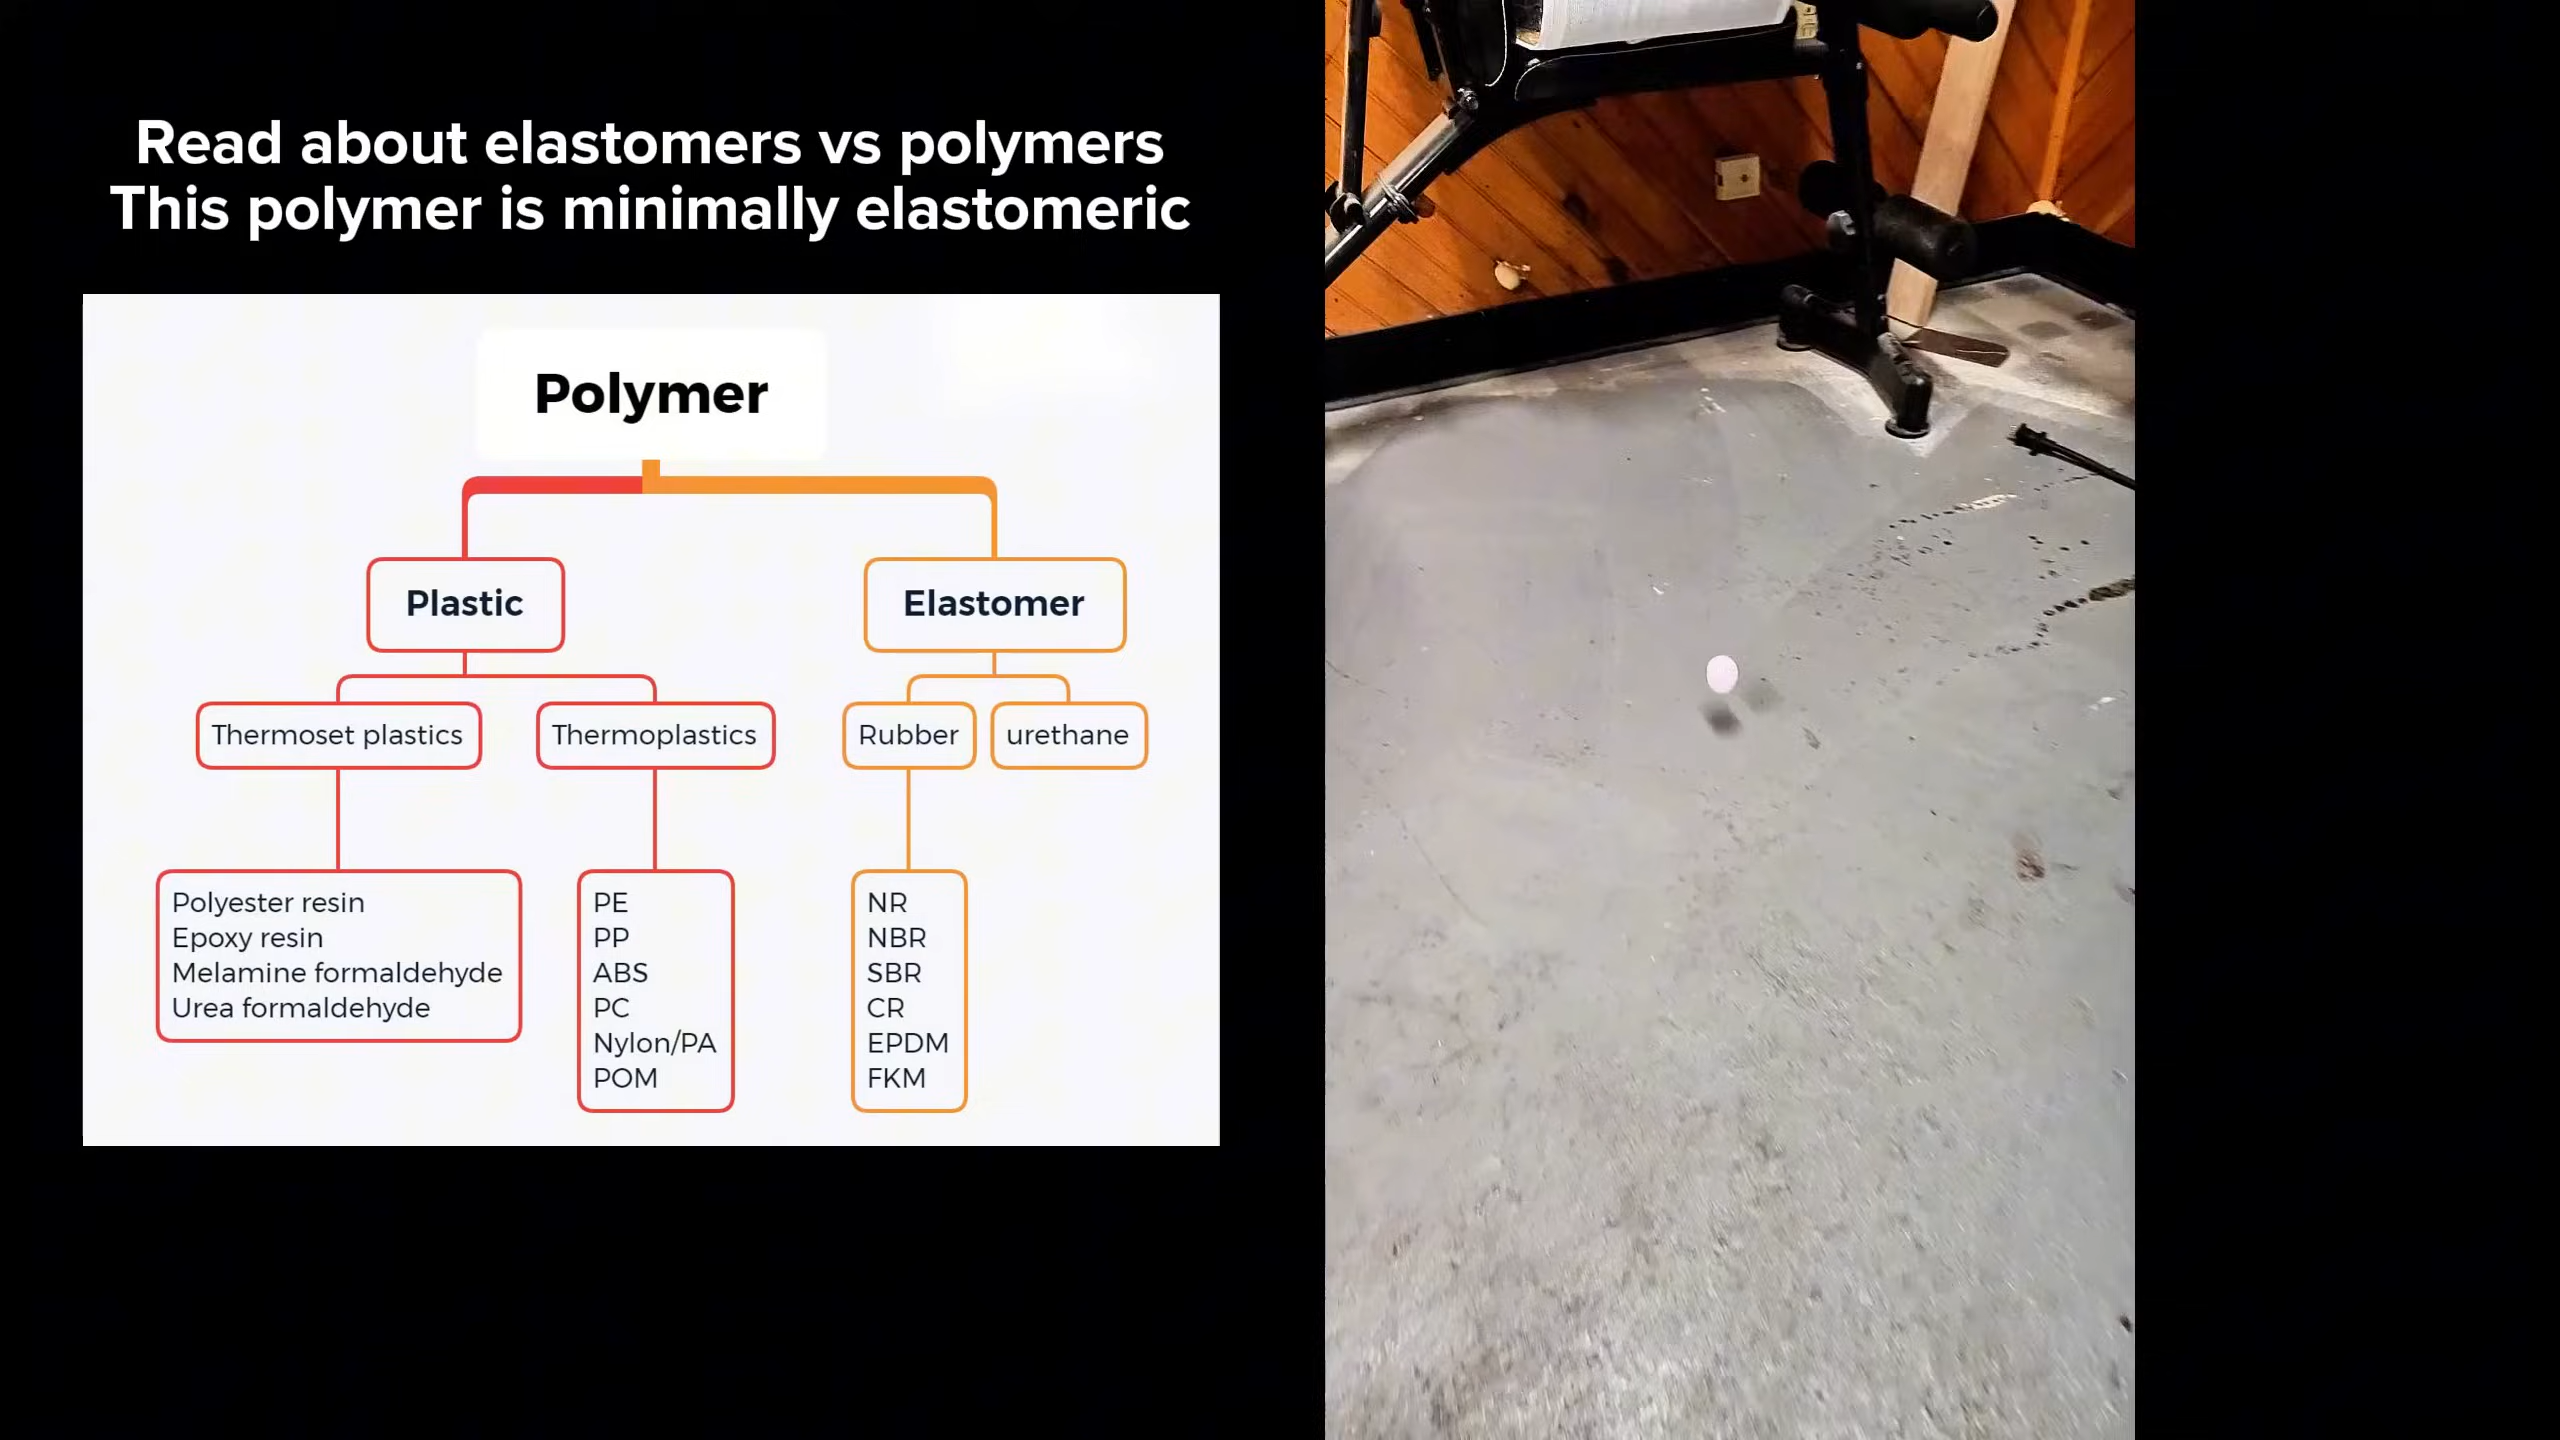 Read about elastomers vs polymers
This polymer is minimally elastomeric
Polymer
Plastic
Elastomer
Thermoset plastics
Thermoplastics
Rubber
urethane
Polyester resin
Epoxy resin
Melamine formaldehyde
Urea formaldehyde
PE
PP
ABS
PC
Nylon/PA
POM
NR
NBR
SBR
CR
EPDM
FKM